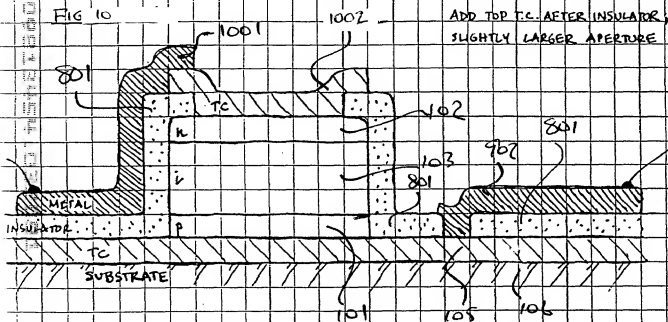 FIG 10
1001
1002
ADD TOP T.C. AFTER INSULATOR,
SLIGHTLY LARGER APERTURE
801
TC
102
n
801
902
103
i
801
METAL
INSULATOR
p
TC
SUBSTRATE
101
105
106